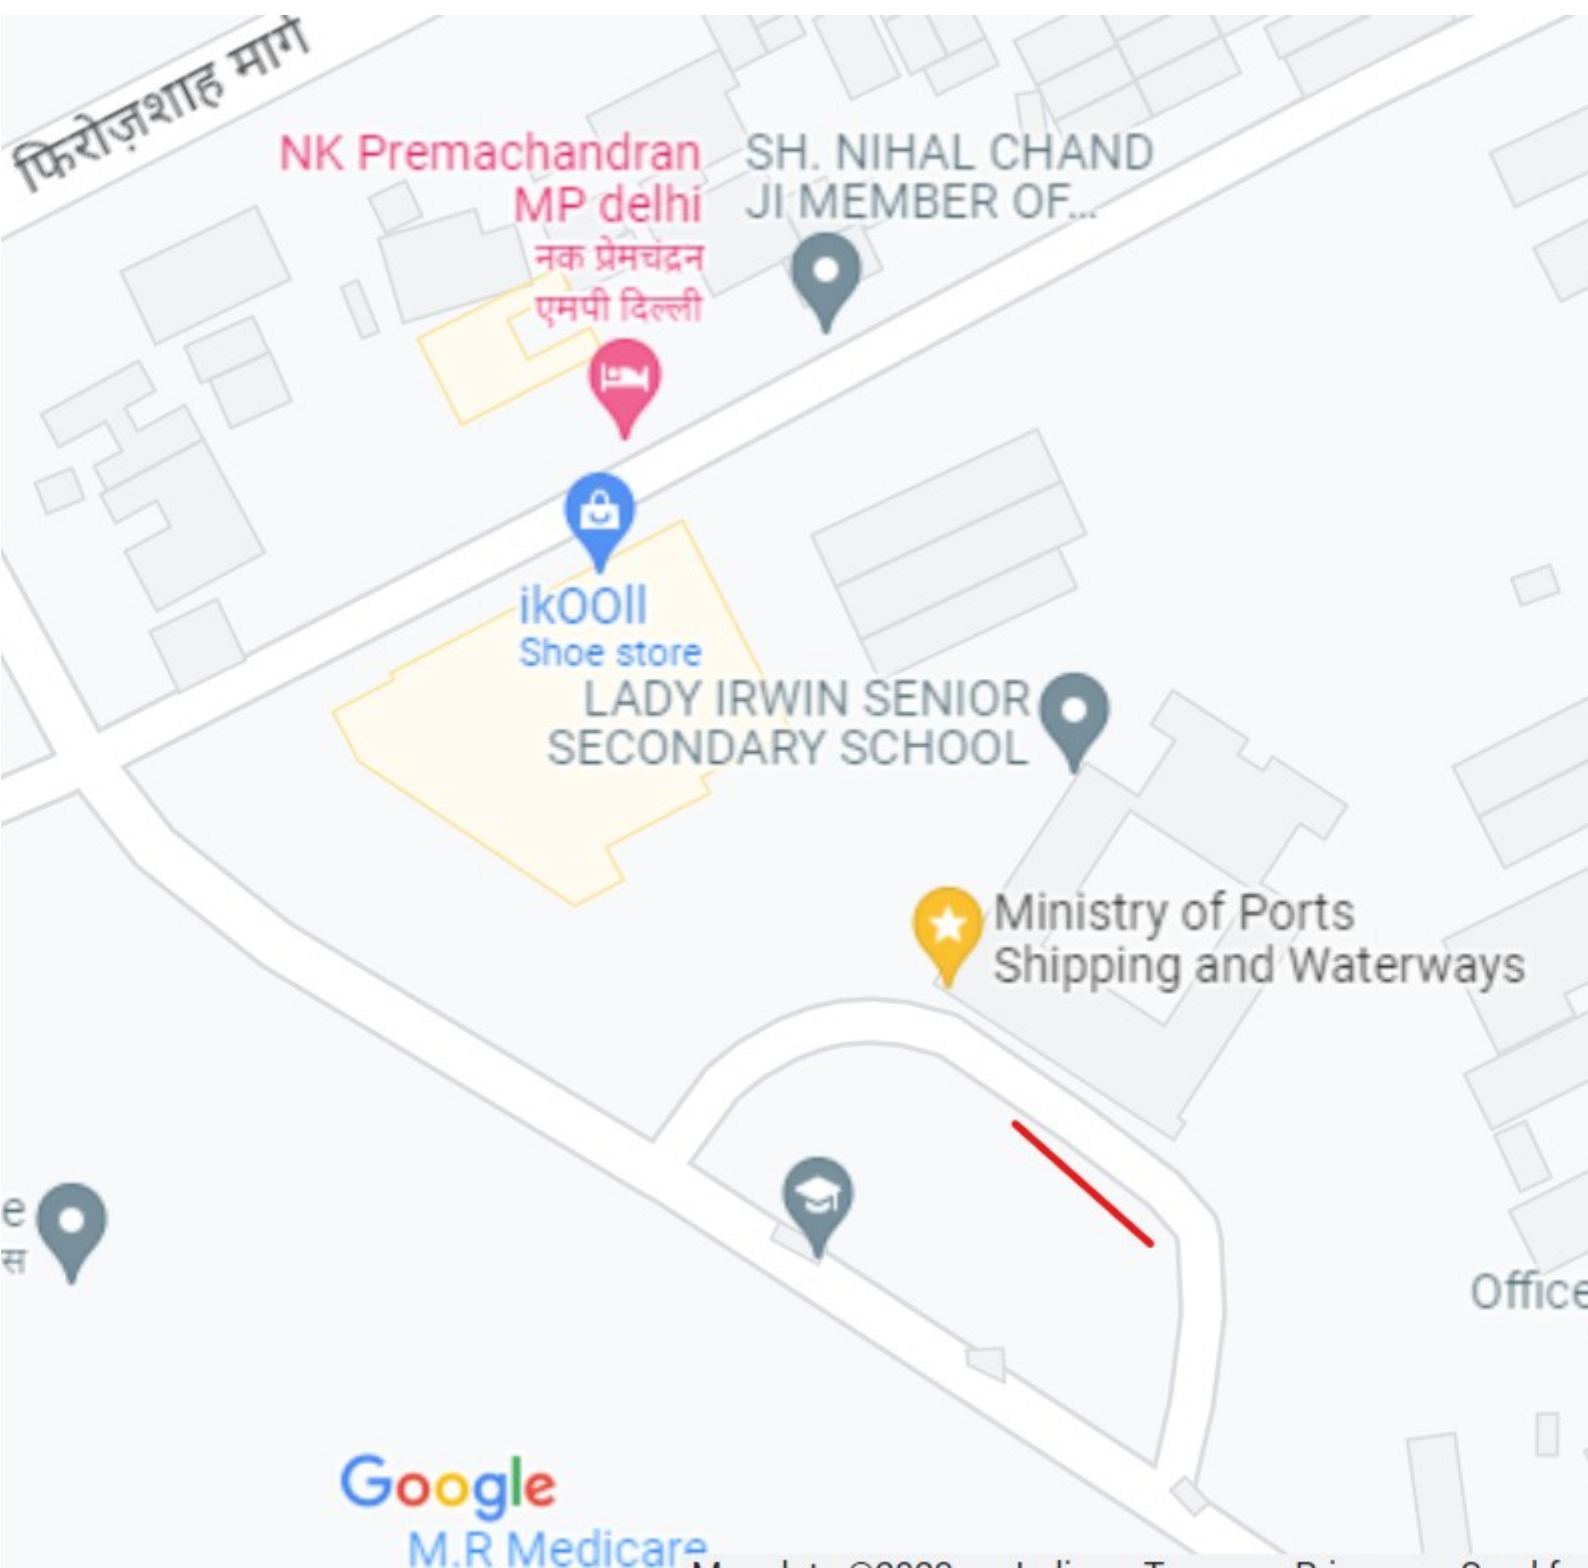 फिरोज़शाह मार्ग
NK Premachandran
MP delhi
नक प्रेमचंद्रन
एमपी दिल्ली
SH. NIHAL CHAND
JI MEMBER OF...
ikOOll
Shoe store
LADY IRWIN SENIOR
SECONDARY SCHOOL
Ministry of Ports
Shipping and Waterways
e
स
Office
Google
M.R Medicare